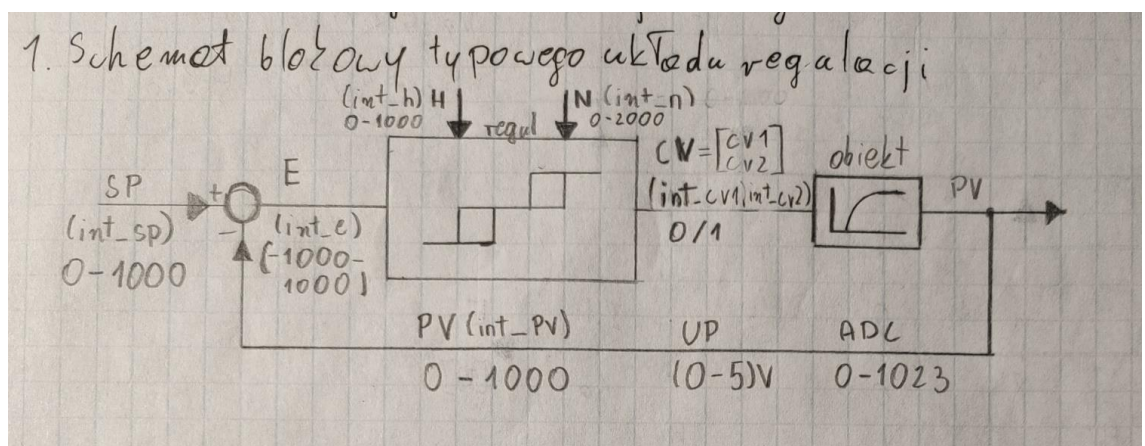 1. Schemat blokowy typowego układu regalacji
(int_h) H
0-1000
regul
N (int_n)
0-2000
SP
(int_sp)
0-1000
+
-
E
(int_e)
(-1000-
1000)
CV=[cv1
cv2]
(int_cv1,int_cv2)
0/1
obiekt
PV
PV (int_PV)
0-1000
UP
(0-5)V
ADC
0-1023